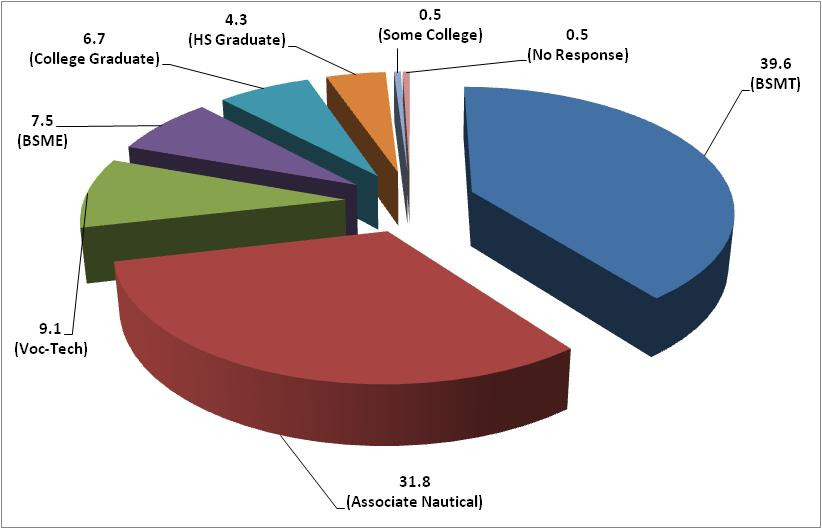 0.5
(Some College)
0.5
(No Response)
4.3
(HS Graduate)
6.7
(College Graduate)
39.6
(BSMT)
7.5
(BSME)
9.1
(Voc-Tech)
31.8
(Associate Nautical)